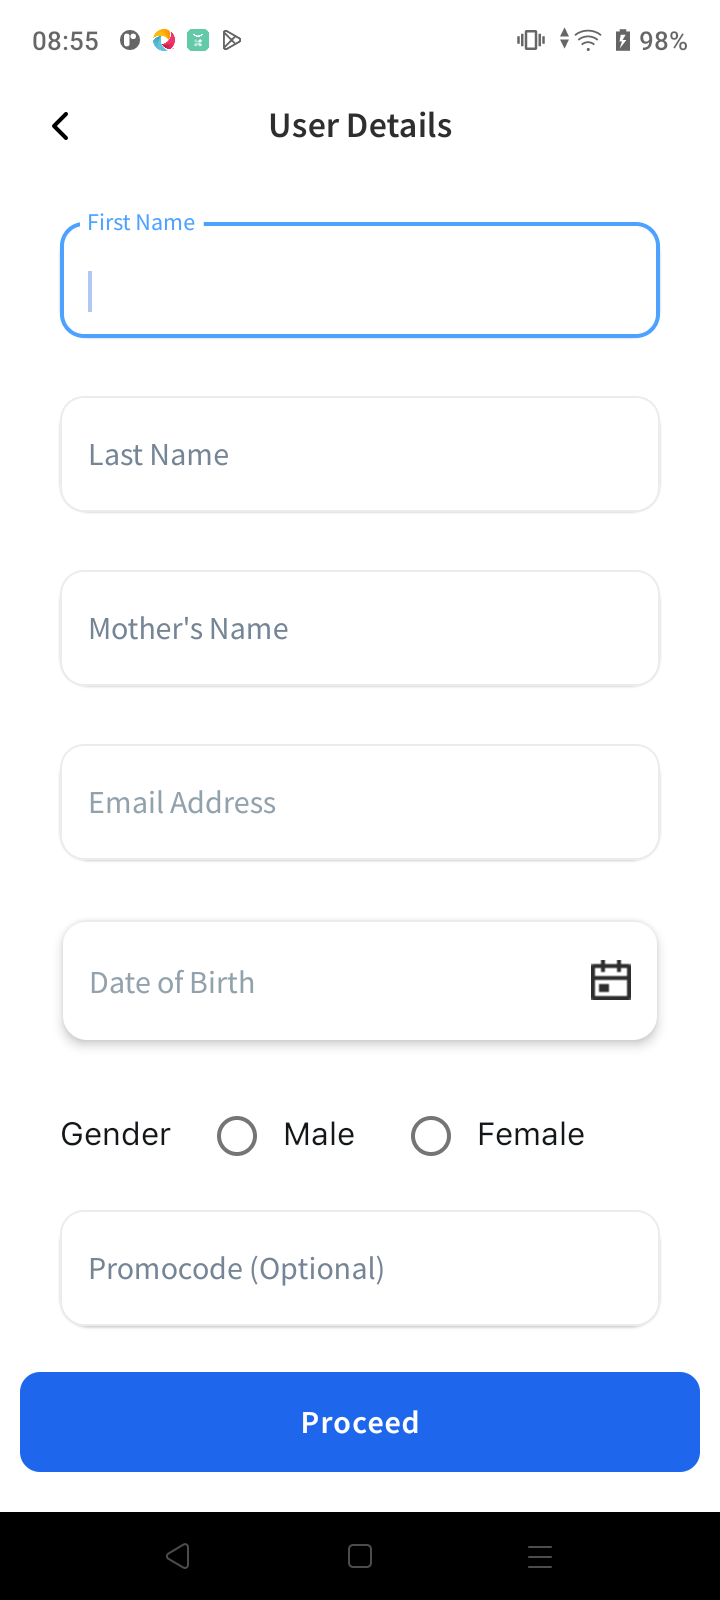 08:55 98%
User Details
First Name
Last Name
Mother's Name
Email Address
Date of Birth
Gender Male Female
Promocode (Optional)
Proceed